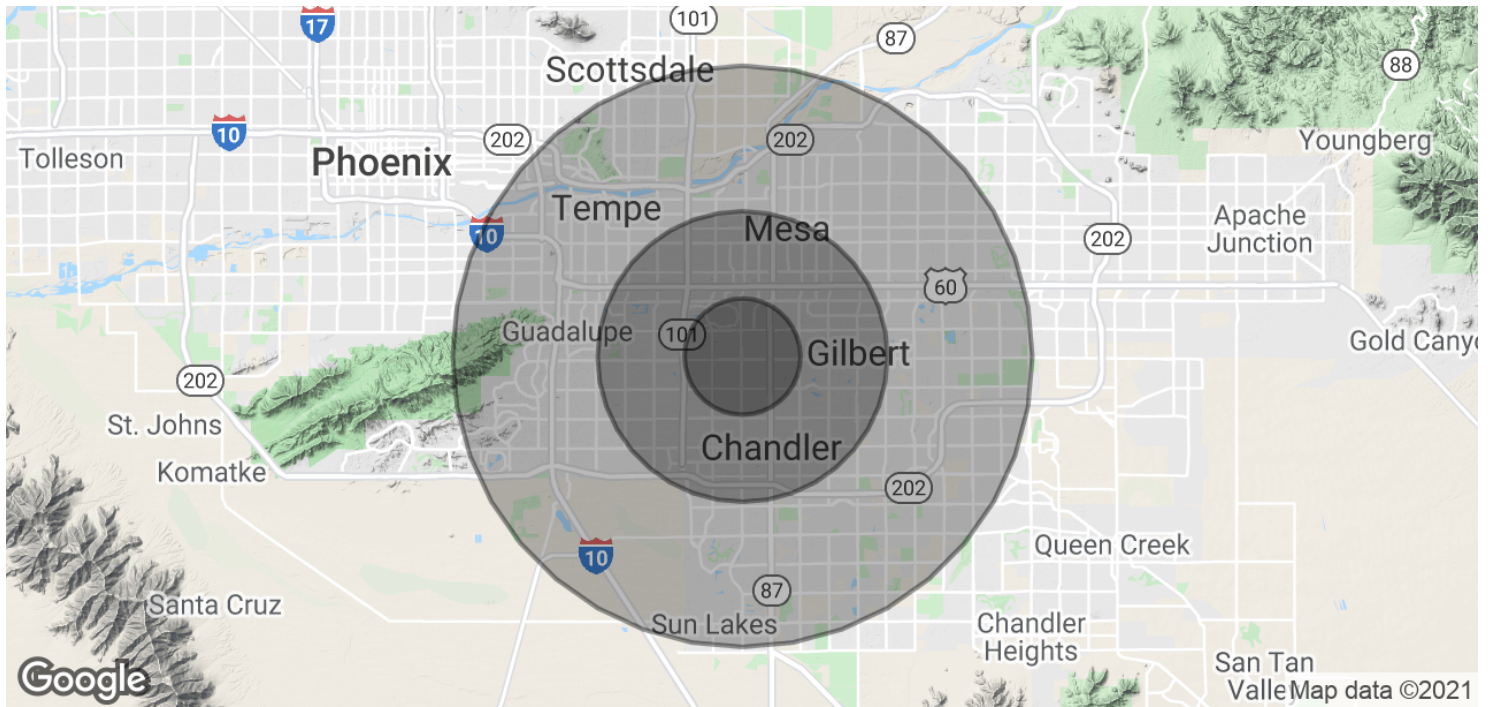 101
17
87
Scottsdale
88
10
202
202
Youngberg
Tolleson
Phoenix
Tempe
Mesa
Apache
Junction
10
202
60
Guadalupe
101
Gilbert
Gold Canyo
202
St. Johns
Chandler
Komatke
202
10
Queen Creek
87
Santa Cruz
Sun Lakes
Chandler
Heights
San Tan
Valley
Google
Map data ©2021